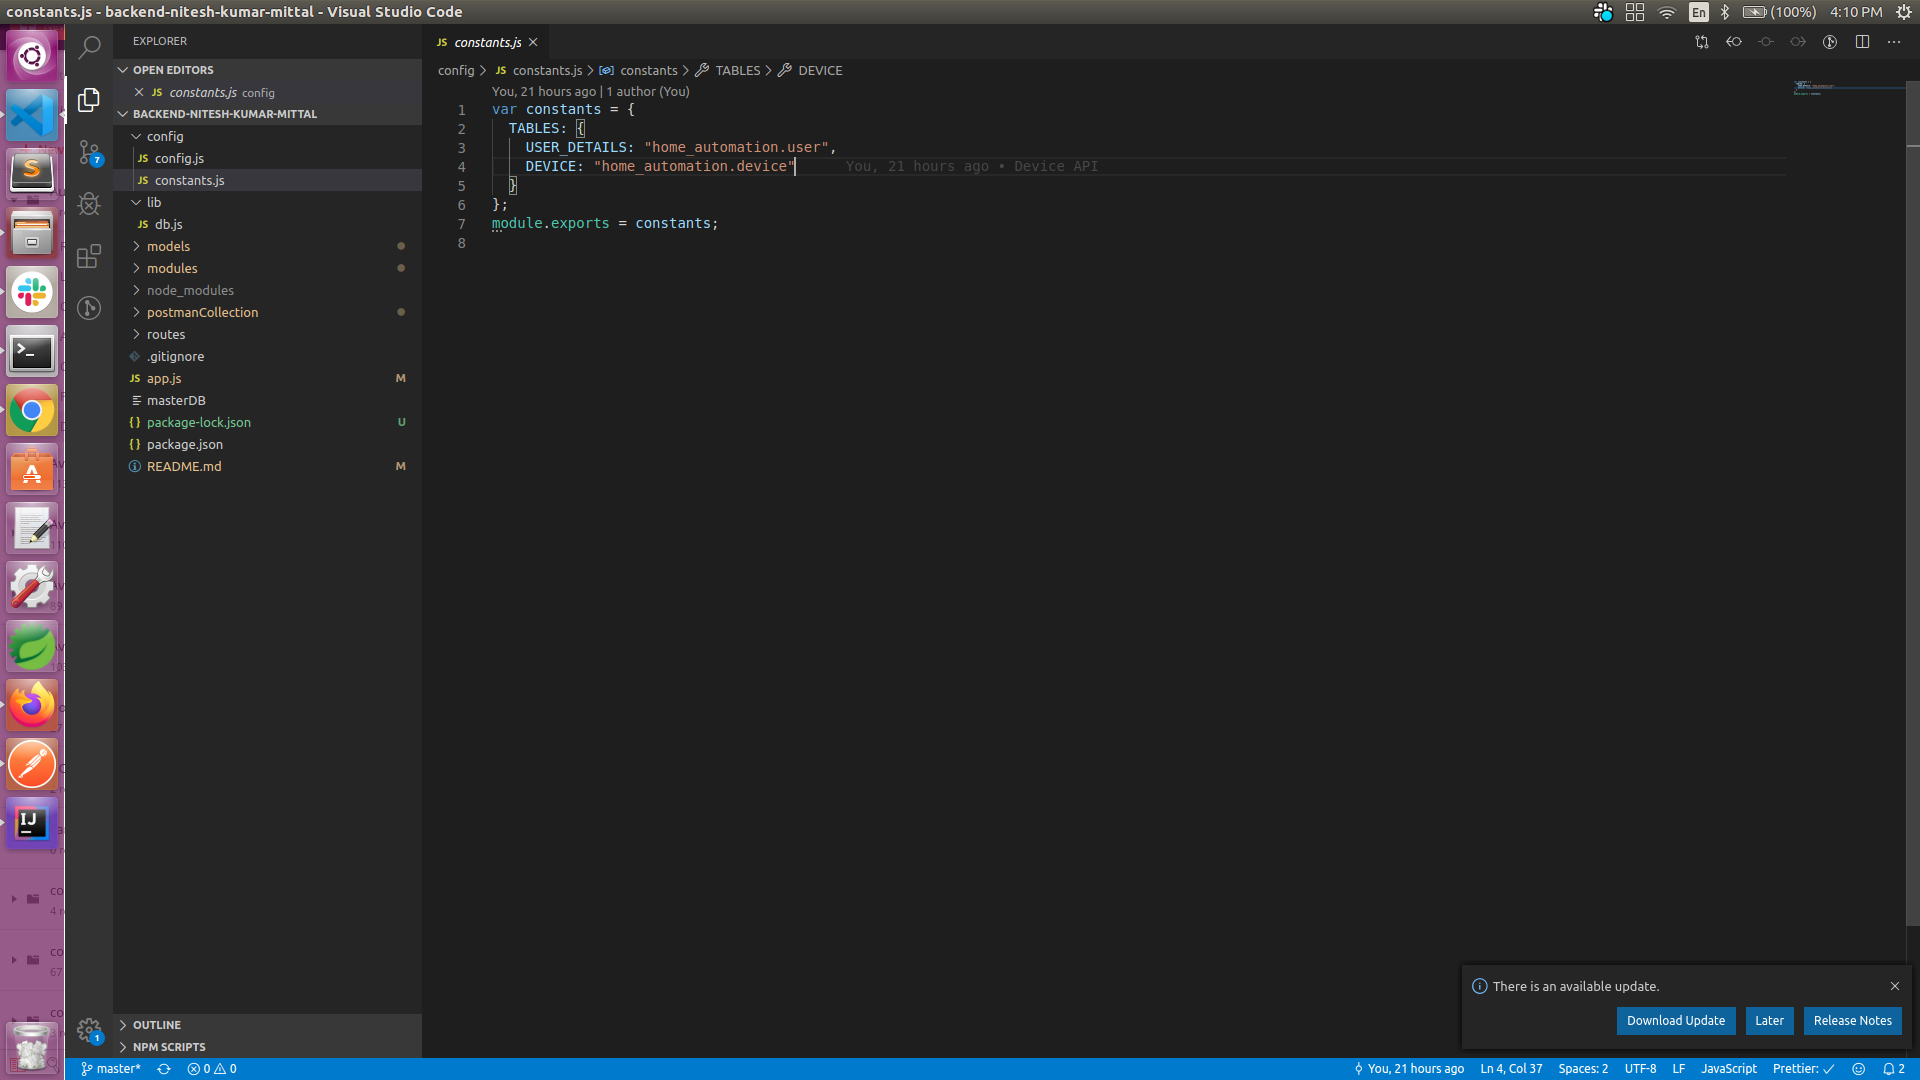 constants.js - backend-nitesh-kumar-mittal - Visual Studio Code
En
(100%)
4:10 PM
EXPLORER
OPEN EDITORS
constants.js config
BACKEND-NITESH-KUMAR-MITTAL
config
JS config.js
JS constants.js
lib
JS db.js
models
modules
node_modules
postmanCollection
routes
.gitignore
JS app.js M
masterDB
{} package-lock.json U
{} package.json
README.md M
OUTLINE
NPM SCRIPTS
7
1
JS constants.js
config > JS constants.js > constants > TABLES > DEVICE
You, 21 hours ago | 1 author (You)
1 var constants = {
2 TABLES: {
3 USER_DETAILS: "home_automation.user",
4 DEVICE: "home_automation.device" You, 21 hours ago • Device API
5 }
6 };
7 module.exports = constants;
8
There is an available update.
Download Update
Later
Release Notes
master*
0 0
You, 21 hours ago
Ln 4, Col 37
Spaces: 2
UTF-8
LF
JavaScript
Prettier: ✓
2